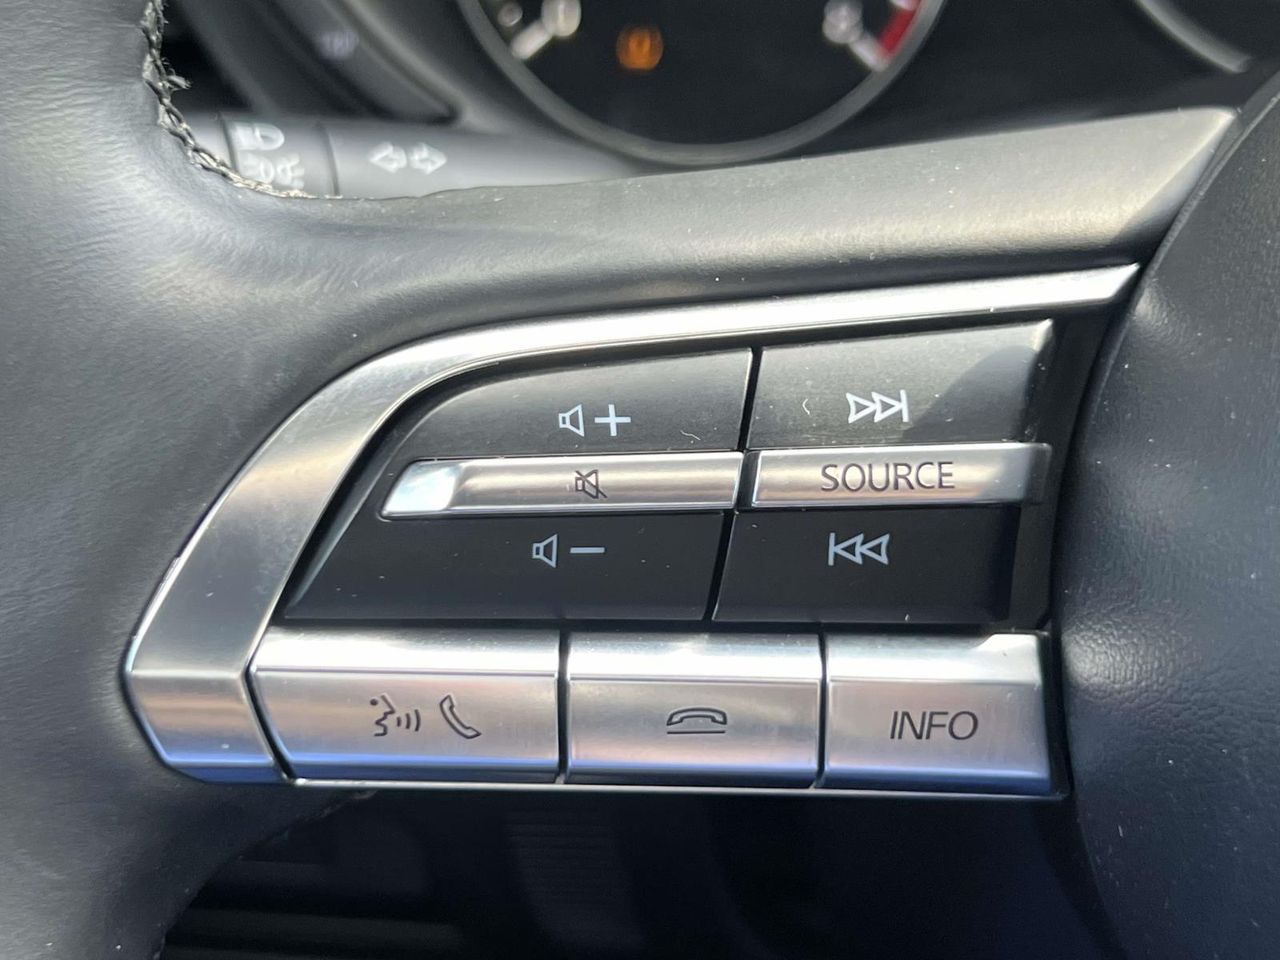 +
SOURCE
−
INFO